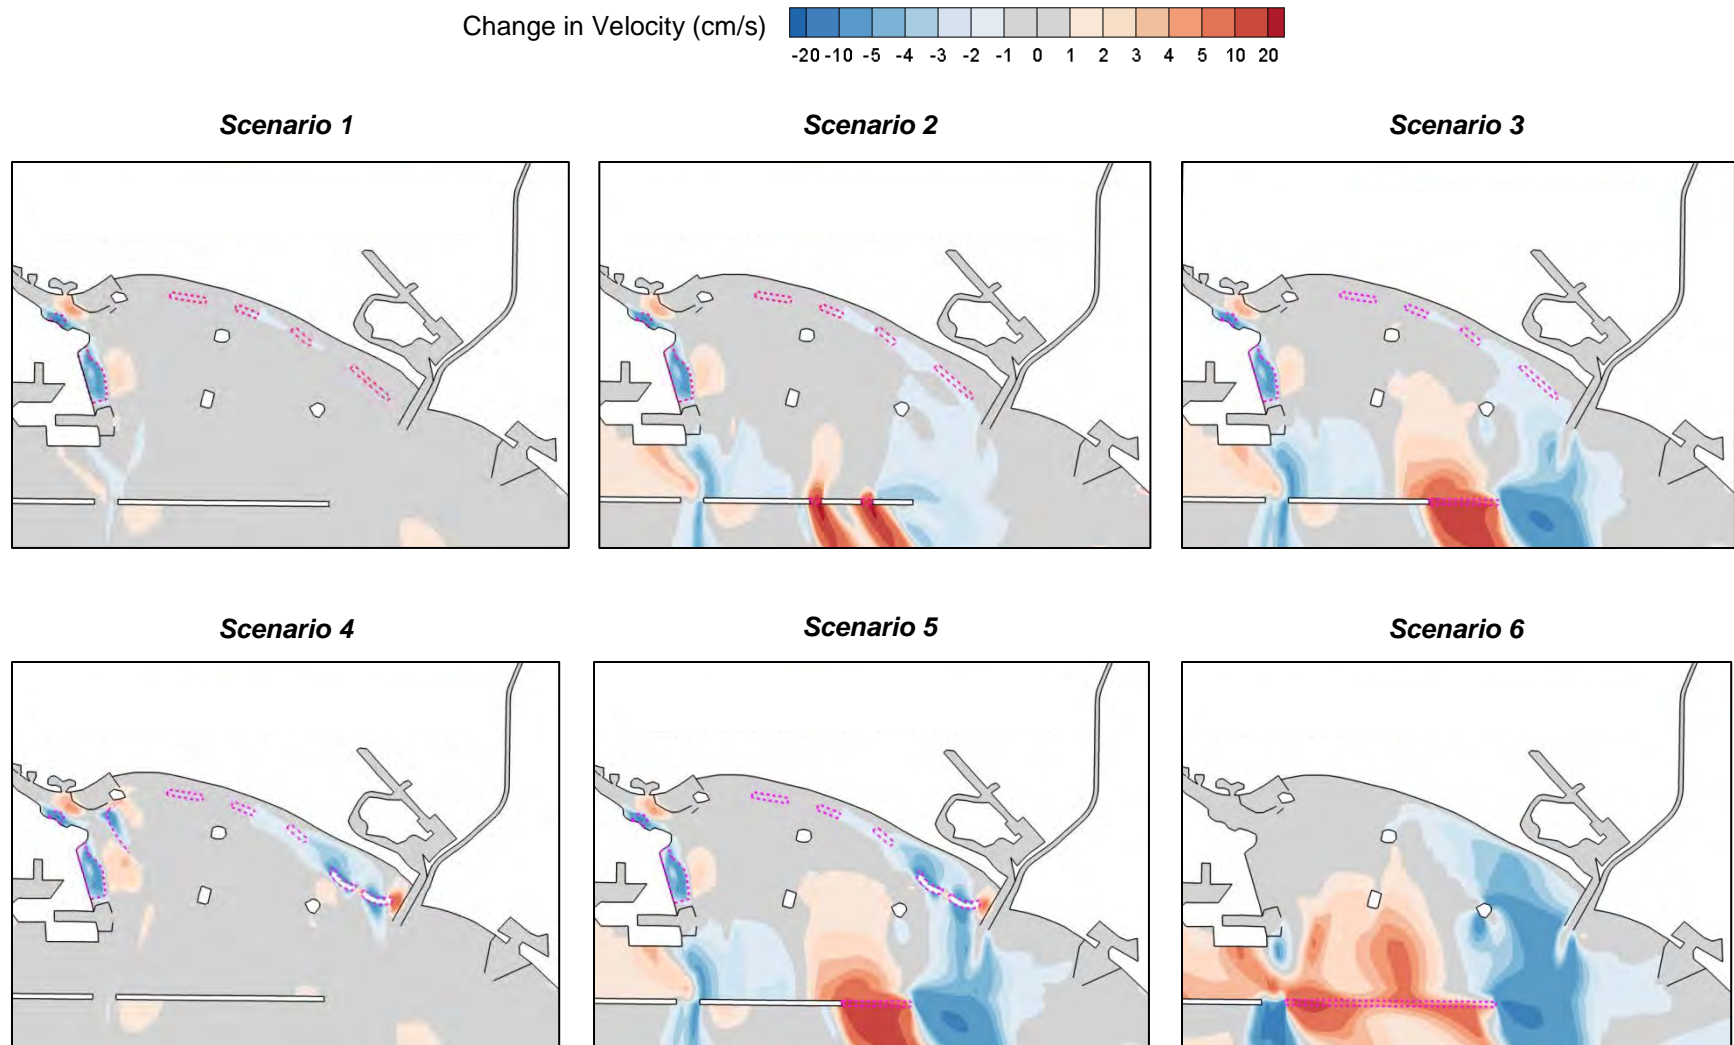 Change in Velocity (cm/s)
-20 -10 -5 -4 -3 -2 -1 0 1 2 3 4 5 10 20
Scenario 1 Scenario 2 Scenario 3
Scenario 4 Scenario 5 Scenario 6